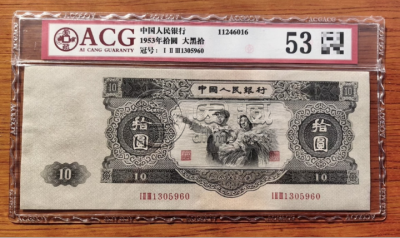 ACG
AI CANG GUARANTY
中国人民银行
1953年拾圆 大黑拾
冠号: I II III1305960
11246016
53
中国人民银行
拾圆
拾圆
10
10
10
10
I II III 1305960
I II III 1305960